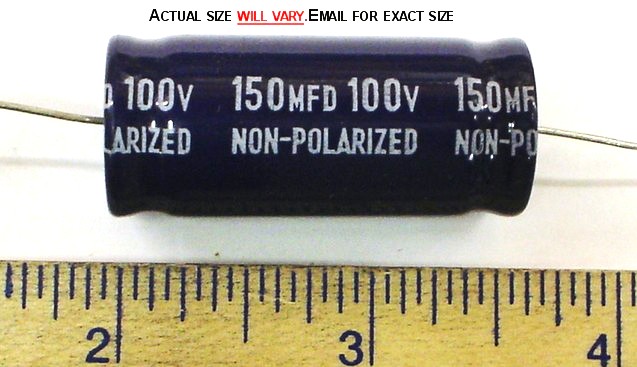 Actual size will vary. Email for exact size
D 100V 150MFD 100V 150MF
LARIZED NON-POLARIZED NON-PO
2 3 4